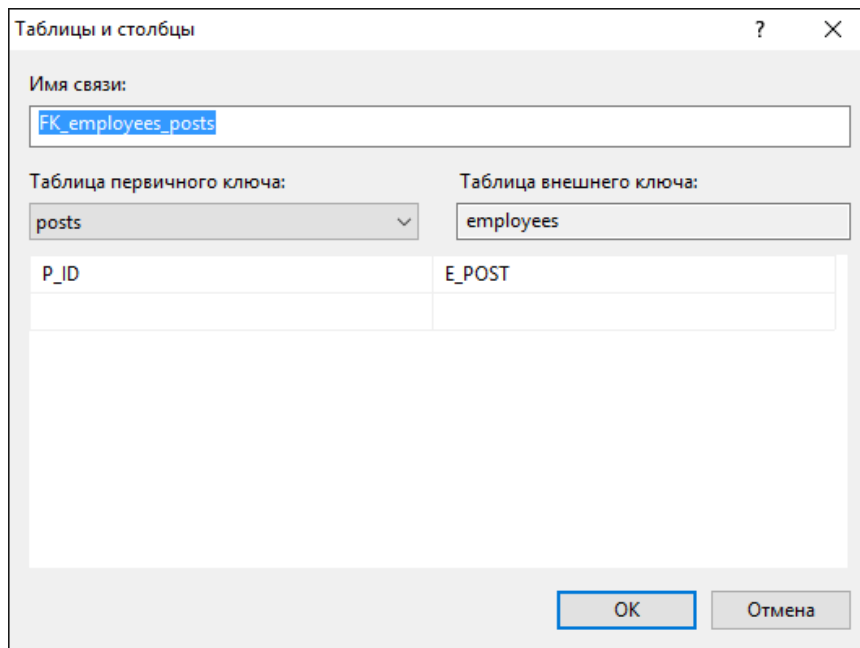 Таблицы и столбцы ?
Имя связи:
FK_employees_posts
Таблица первичного ключа: Таблица внешнего ключа:
posts employees
P_ID E_POST
OK Отмена